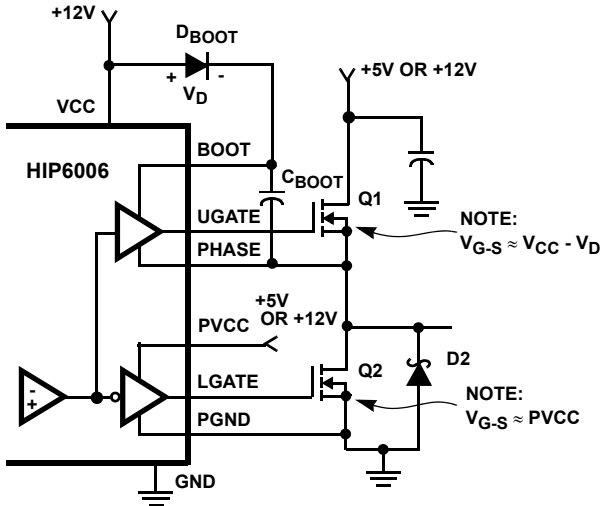 +12V
DBOOT
+ -
VD
VCC
+5V OR +12V
BOOT
HIP6006
CBOOT
Q1
UGATE
NOTE:
VG-S ≈ VCC - VD
PHASE
+5V
OR +12V
PVCC
D2
LGATE
Q2
NOTE:
VG-S ≈ PVCC
-
+
PGND
GND